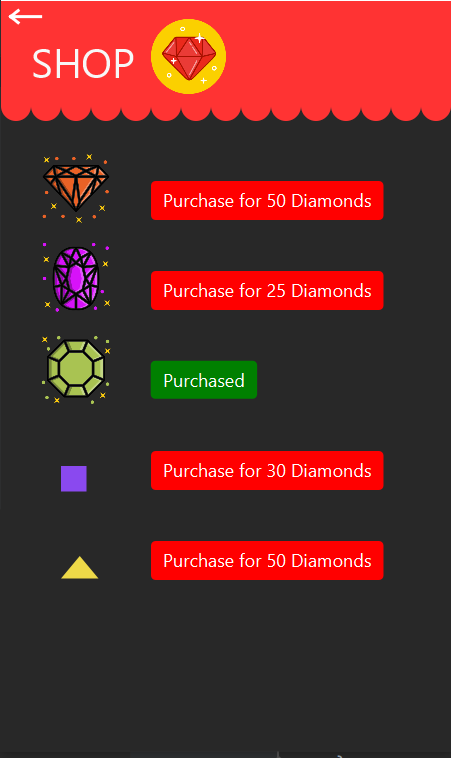 SHOP
Purchase for 50 Diamonds
Purchase for 25 Diamonds
Purchased
Purchase for 30 Diamonds
Purchase for 50 Diamonds